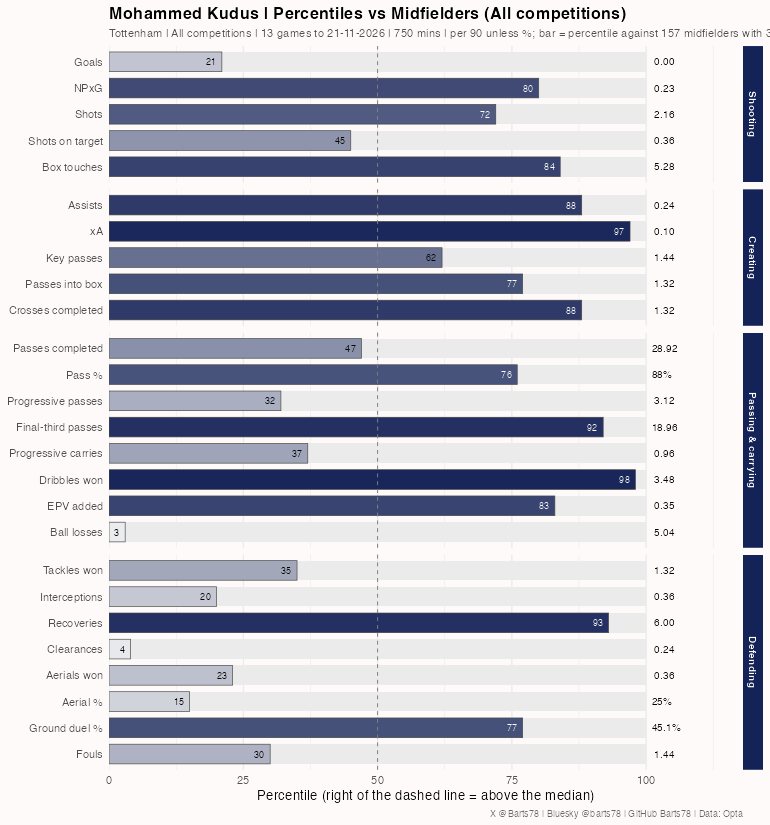 Mohammed Kudus | Percentiles vs Midfielders (All competitions)
Tottenham | All competitions | 13 games to 21-11-2026 | 750 mins | per 90 unless %; bar = percentile against 157 midfielders with 3
Goals 21 0.00
NPxG 80 0.23
Shots 72 2.16
Shots on target 45 0.36
Box touches 84 5.28
Shooting
Assists 88 0.24
xA 97 0.10
Key passes 62 1.44
Passes into box 77 1.32
Crosses completed 88 1.32
Creating
Passes completed 47 28.92
Pass % 76 88%
Progressive passes 32 3.12
Final-third passes 92 18.96
Progressive carries 37 0.96
Dribbles won 98 3.48
EPV added 83 0.35
Ball losses 3 5.04
Passing & carrying
Tackles won 35 1.32
Interceptions 20 0.36
Recoveries 93 6.00
Clearances 4 0.24
Aerials won 23 0.36
Aerial % 15 25%
Ground duel % 77 45.1%
Fouls 30 1.44
Defending
0 25 50 75 100
Percentile (right of the dashed line = above the median)
X @Barts78 | Bluesky @barts78 | GitHub Barts78 | Data: Opta